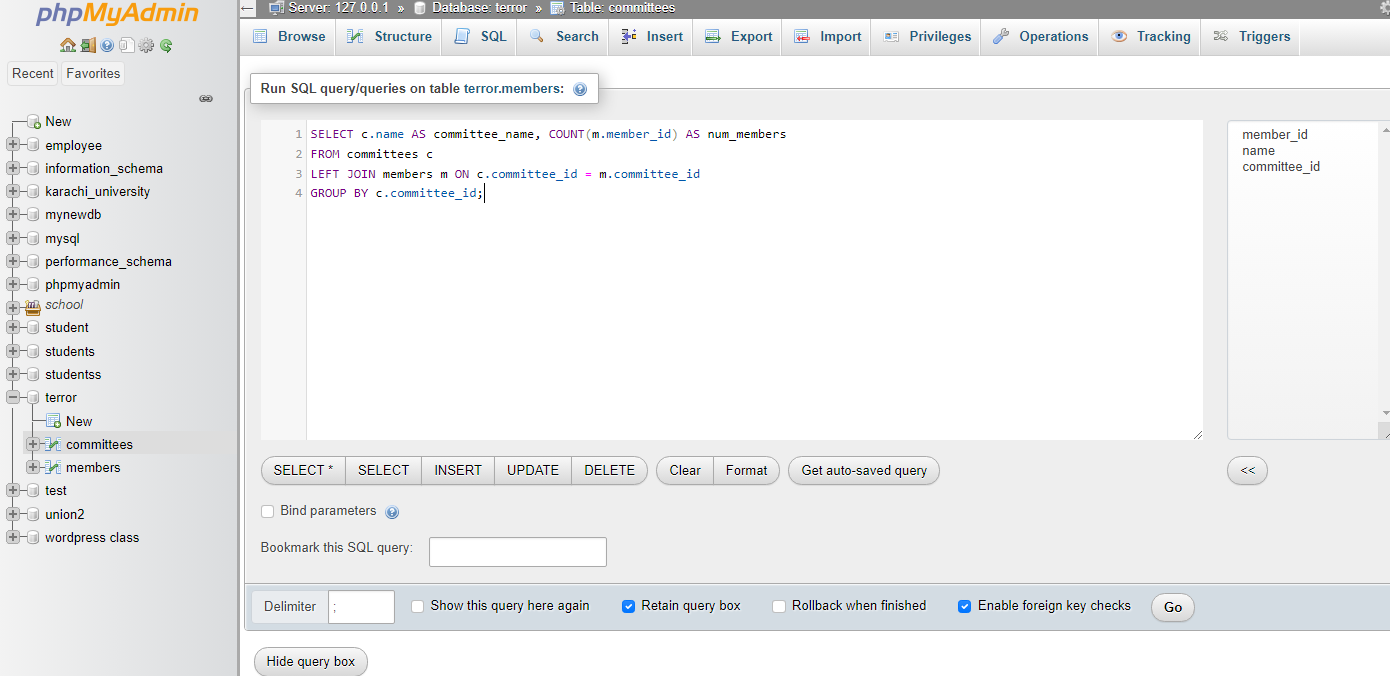 phpMyAdmin
Recent Favorites
New
employee
information_schema
karachi_university
mynewdb
mysql
performance_schema
phpmyadmin
school
student
students
studentss
terror
New
committees
members
test
union2
wordpress class
Server: 127.0.0.1 » Database: terror » Table: committees
Browse Structure SQL Search Insert Export Import Privileges Operations Tracking Triggers
Run SQL query/queries on table terror.members:
1 SELECT c.name AS committee_name, COUNT(m.member_id) AS num_members
2 FROM committees c
3 LEFT JOIN members m ON c.committee_id = m.committee_id
4 GROUP BY c.committee_id;
member_id
name
committee_id
SELECT * SELECT INSERT UPDATE DELETE Clear Format Get auto-saved query <<
Bind parameters
Bookmark this SQL query:
Delimiter ; Show this query here again Retain query box Rollback when finished Enable foreign key checks Go
Hide query box